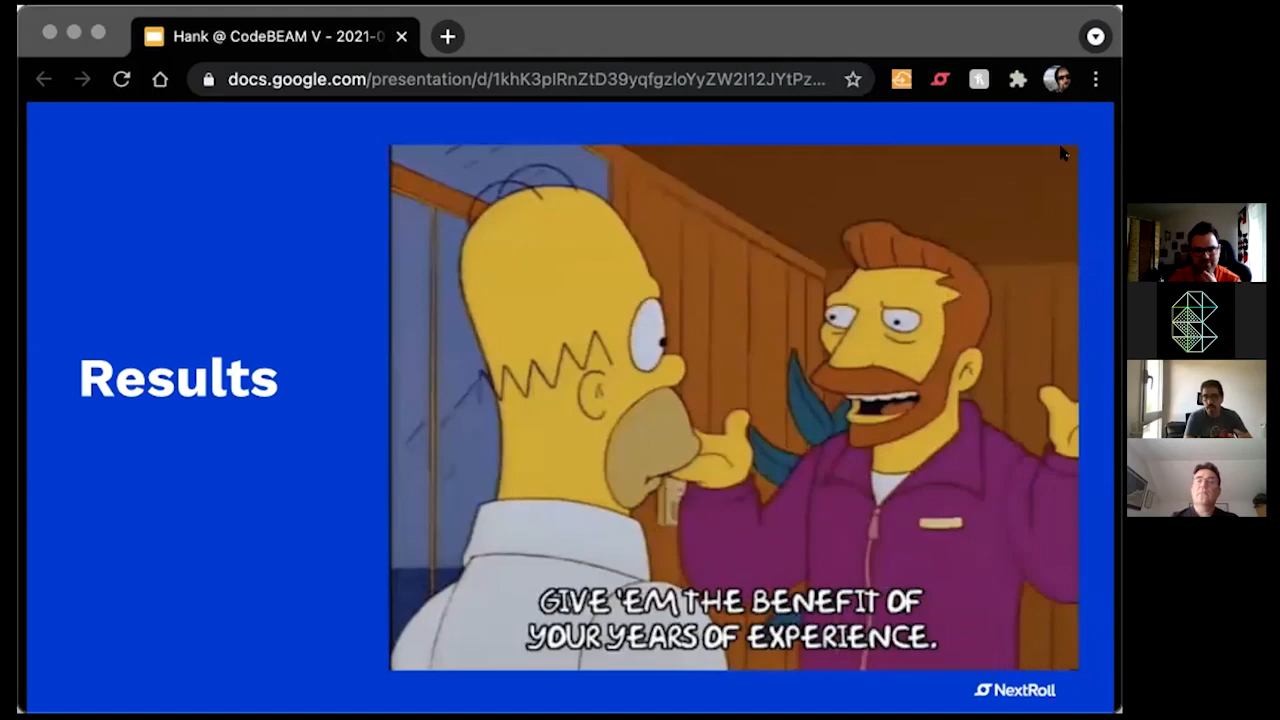 Hank @ CodeBEAM V - 2021-0
docs.google.com/presentation/d/1khK3plRnZtD39yqfgzloYyZW2l12JYtPz...
Results
GIVE 'EM THE BENEFIT OF
YOUR YEARS OF EXPERIENCE.
NextRoll